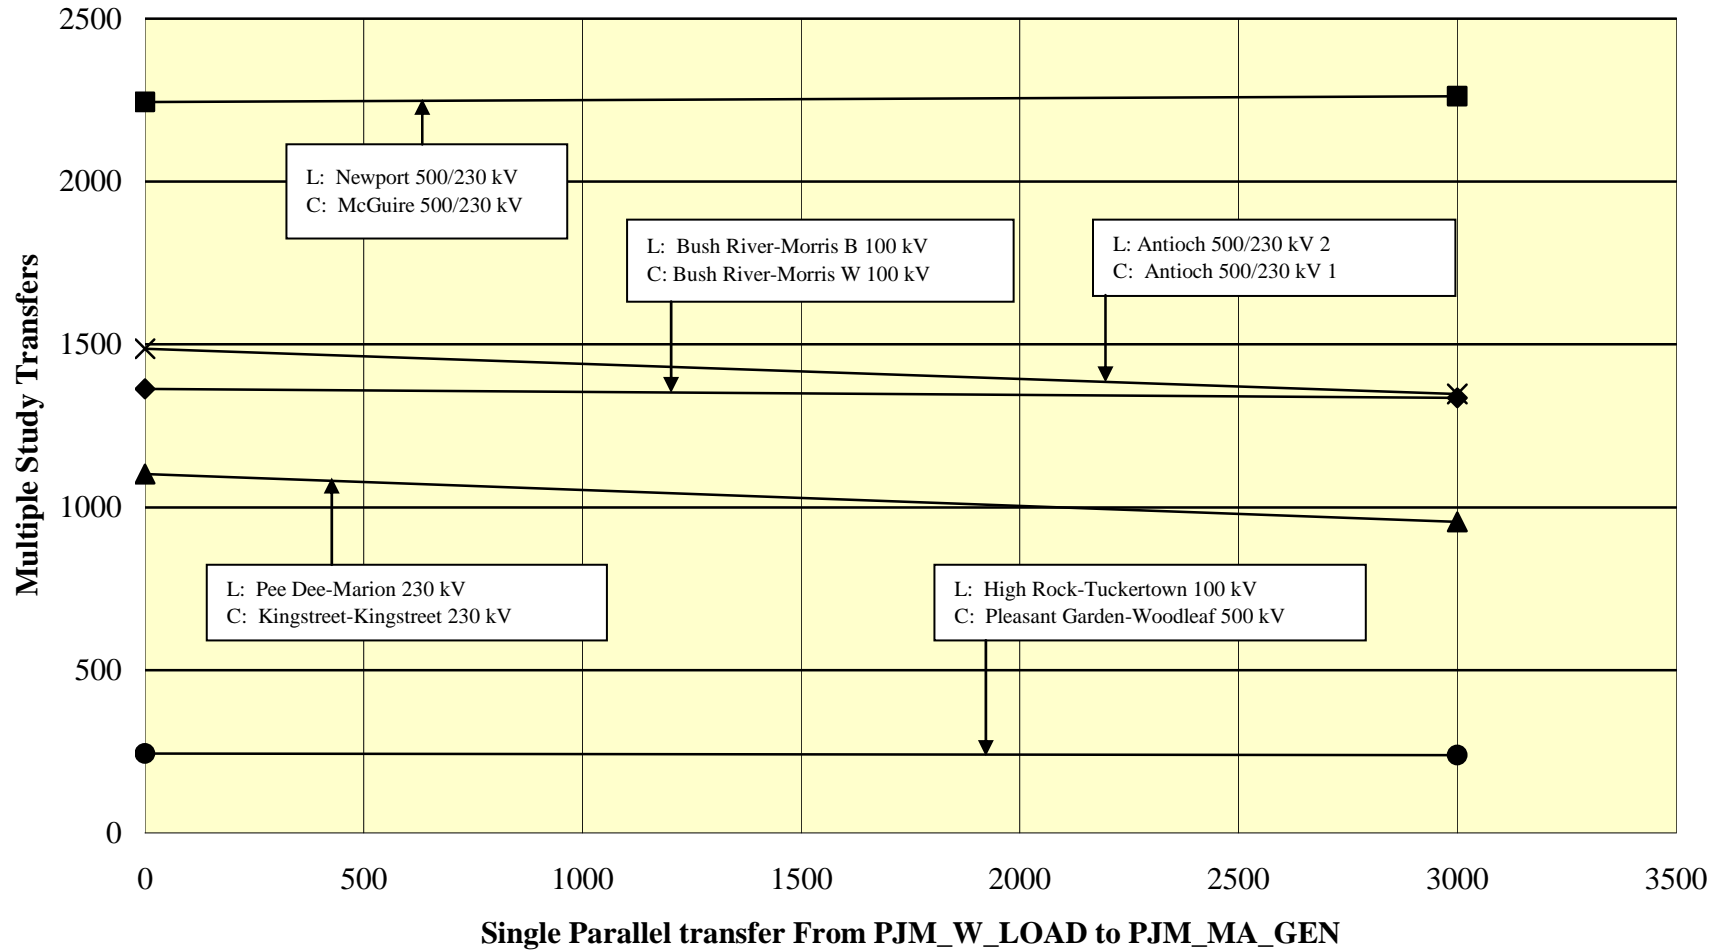 2500
2000
1500
1000
500
0
Multiple Study Transfers
L: Newport 500/230 kV
C: McGuire 500/230 kV
L: Bush River-Morris B 100 kV
C: Bush River-Morris W 100 kV
L: Antioch 500/230 kV 2
C: Antioch 500/230 kV 1
L: Pee Dee-Marion 230 kV
C: Kingstreet-Kingstreet 230 kV
L: High Rock-Tuckertown 100 kV
C: Pleasant Garden-Woodleaf 500 kV
0 500 1000 1500 2000 2500 3000 3500
Single Parallel transfer From PJM_W_LOAD to PJM_MA_GEN